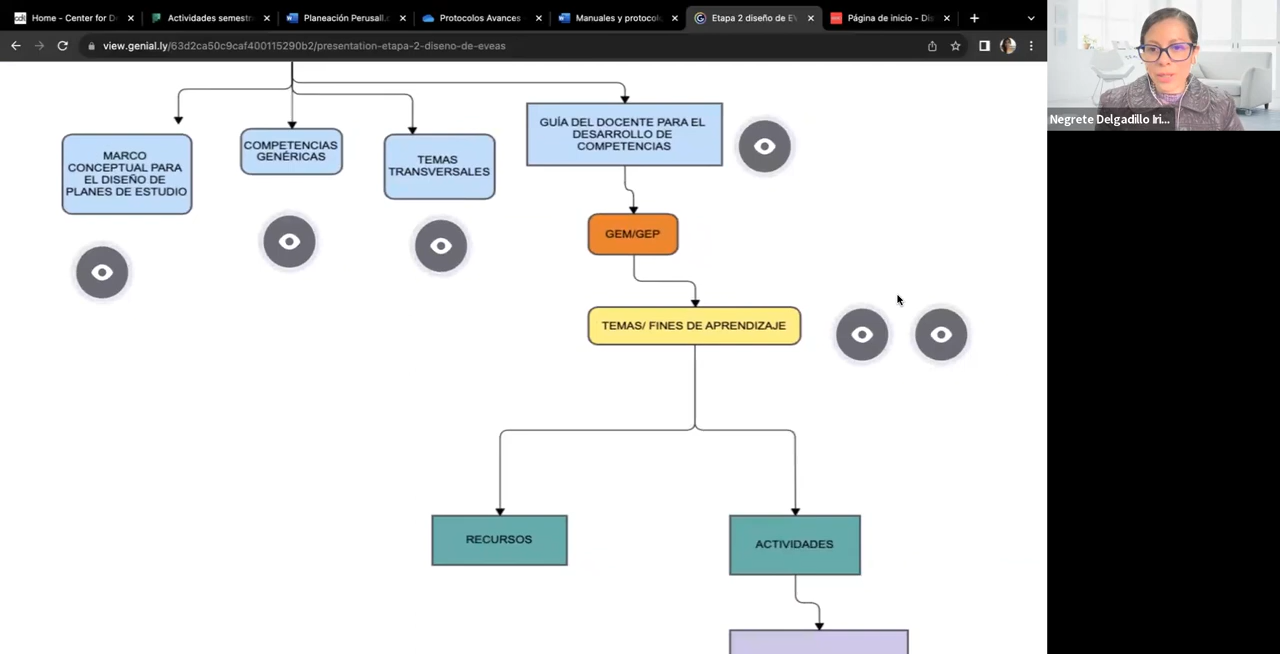 Home - Center for D
Actividades semestr
Planeación Perusall.c
Protocolos Avances
Manuales y protocol
Etapa 2 diseño de EV
Página de inicio - Dis
view.genial.ly/63d2ca50c9caf400115290b2/presentation-etapa-2-diseno-de-eveas
Negrete Delgadillo Iri...
MARCO
CONCEPTUAL PARA
EL DISEÑO DE
PLANES DE ESTUDIO
COMPETENCIAS
GENÉRICAS
TEMAS
TRANSVERSALES
GUÍA DEL DOCENTE PARA EL
DESARROLLO DE
COMPETENCIAS
GEM/GEP
TEMAS/ FINES DE APRENDIZAJE
RECURSOS
ACTIVIDADES